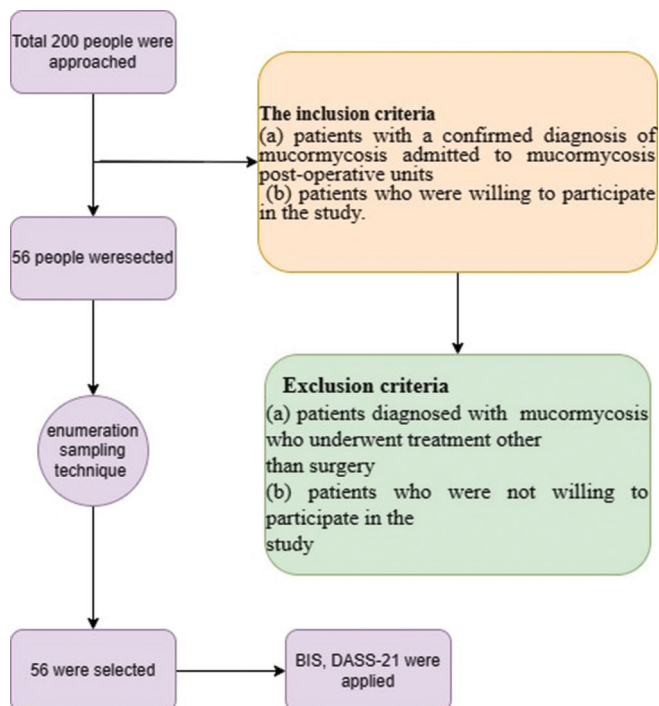 Total 200 people were
approached
The inclusion criteria
(a) patients with a confirmed diagnosis of
mucormycosis admitted to mucormycosis
post-operative units
(b) patients who were willing to participate
in the study.
56 people weresected
Exclusion criteria
(a) patients diagnosed with mucormycosis
who underwent treatment other
than surgery
(b) patients who were not willing to
participate in the
study
enumeration
sampling
technique
56 were selected
BIS, DASS-21 were
applied